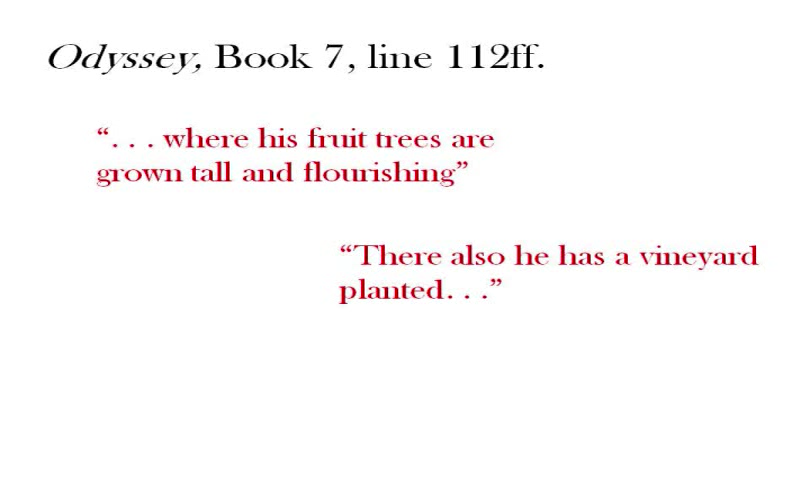 Odyssey, Book 7, line 112ff.
“. . . where his fruit trees are
grown tall and flourishing”
“There also he has a vineyard
planted. . .”